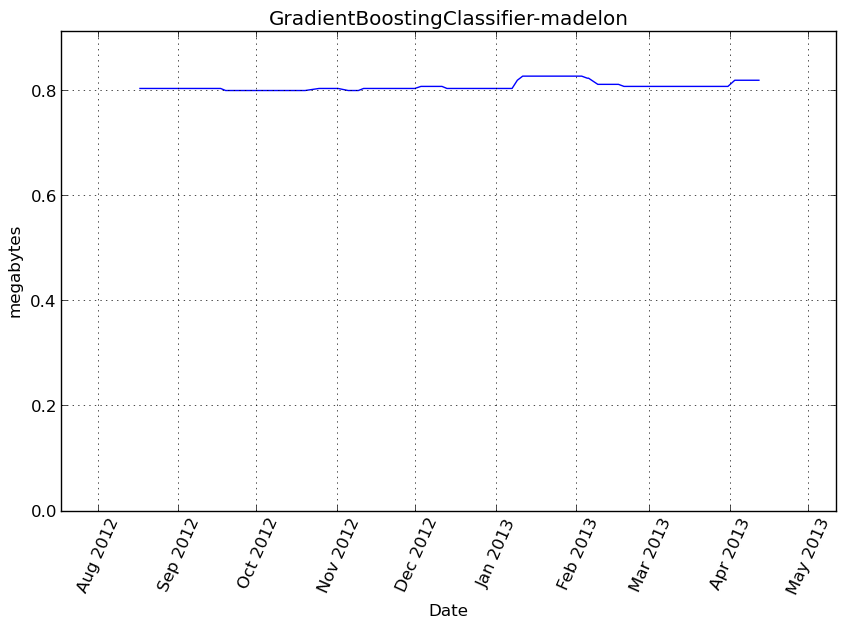 GradientBoostingClassifier-madelon
0.8
0.6
0.4
0.2
0.0
megabytes
Aug 2012
Sep 2012
Oct 2012
Nov 2012
Dec 2012
Jan 2013
Feb 2013
Mar 2013
Apr 2013
May 2013
Date